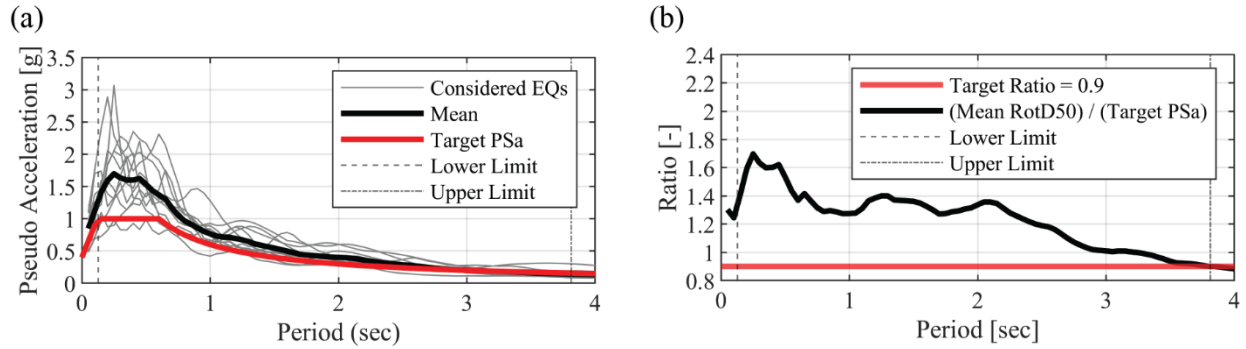 (a)
Pseudo Acceleration [g]
3.5
3
2.5
2
1.5
1
0.5
0
Considered EQs
Mean
Target PSa
Lower Limit
Upper Limit
0 1 2 3 4
Period (sec)
(b)
Ratio [-]
2.4
2.2
2
1.8
1.6
1.4
1.2
1
0.8
Target Ratio = 0.9
(Mean RotD50) / (Target PSa)
Lower Limit
Upper Limit
0 1 2 3 4
Period [sec]